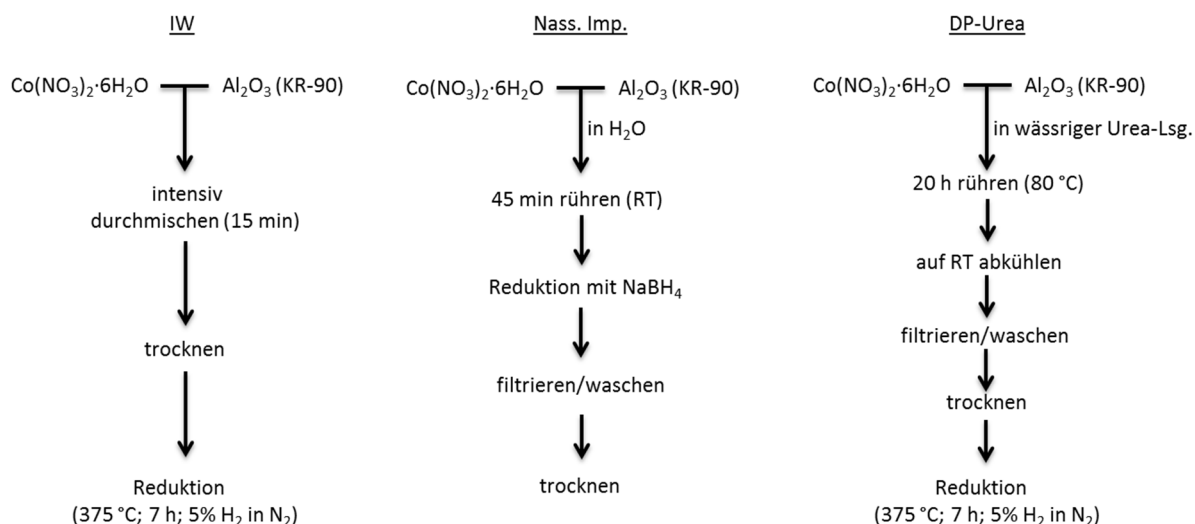 IW
Co(NO₃)₂·6H₂O
Al₂O₃ (KR-90)
intensiv
durchmischen (15 min)
trocknen
Reduktion
(375 °C; 7 h; 5% H₂ in N₂)
Nass. Imp.
Co(NO₃)₂·6H₂O
Al₂O₃ (KR-90)
in H₂O
45 min rühren (RT)
Reduktion mit NaBH₄
filtrieren/waschen
trocknen
DP-Urea
Co(NO₃)₂·6H₂O
Al₂O₃ (KR-90)
in wässriger Urea-Lsg.
20 h rühren (80 °C)
auf RT abkühlen
filtrieren/waschen
trocknen
Reduktion
(375 °C; 7 h; 5% H₂ in N₂)